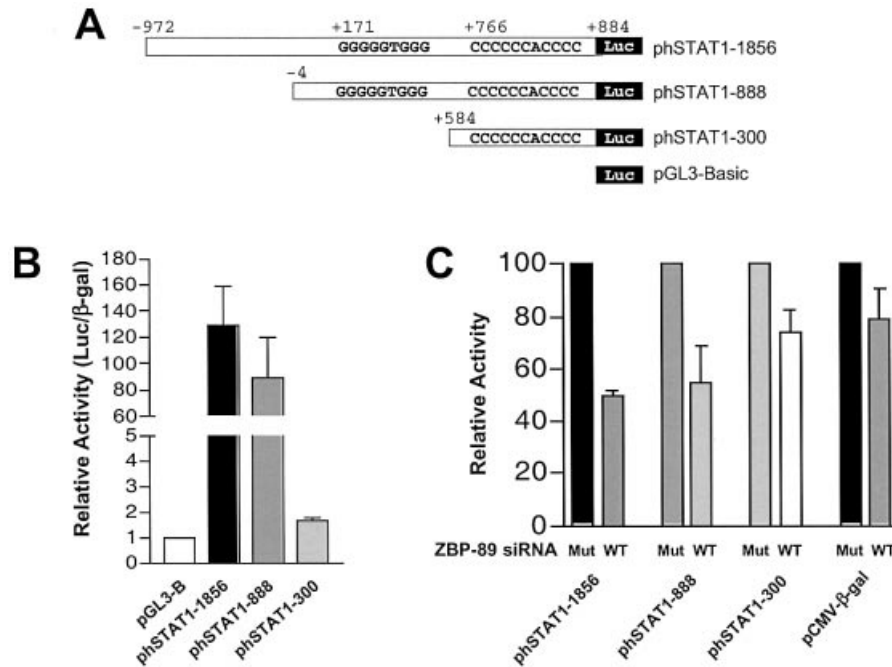 A
-972 +171 +766 +884
GGGGGTGGG CCCCCCACCCC Luc phSTAT1-1856
-4
GGGGGTGGG CCCCCCACCCC Luc phSTAT1-888
+584
CCCCCCACCCC Luc phSTAT1-300
Luc pGL3-Basic
B
Relative Activity (Luc/β-gal)
180
160
140
120
100
80
60
5
4
3
2
1
0
pGL3-B
phSTAT1-1856
phSTAT1-888
phSTAT1-300
C
Relative Activity
100
80
60
40
20
0
ZBP-89 siRNA Mut WT Mut WT Mut WT Mut WT
phSTAT1-1856
phSTAT1-888
phSTAT1-300
pCMV-β-gal